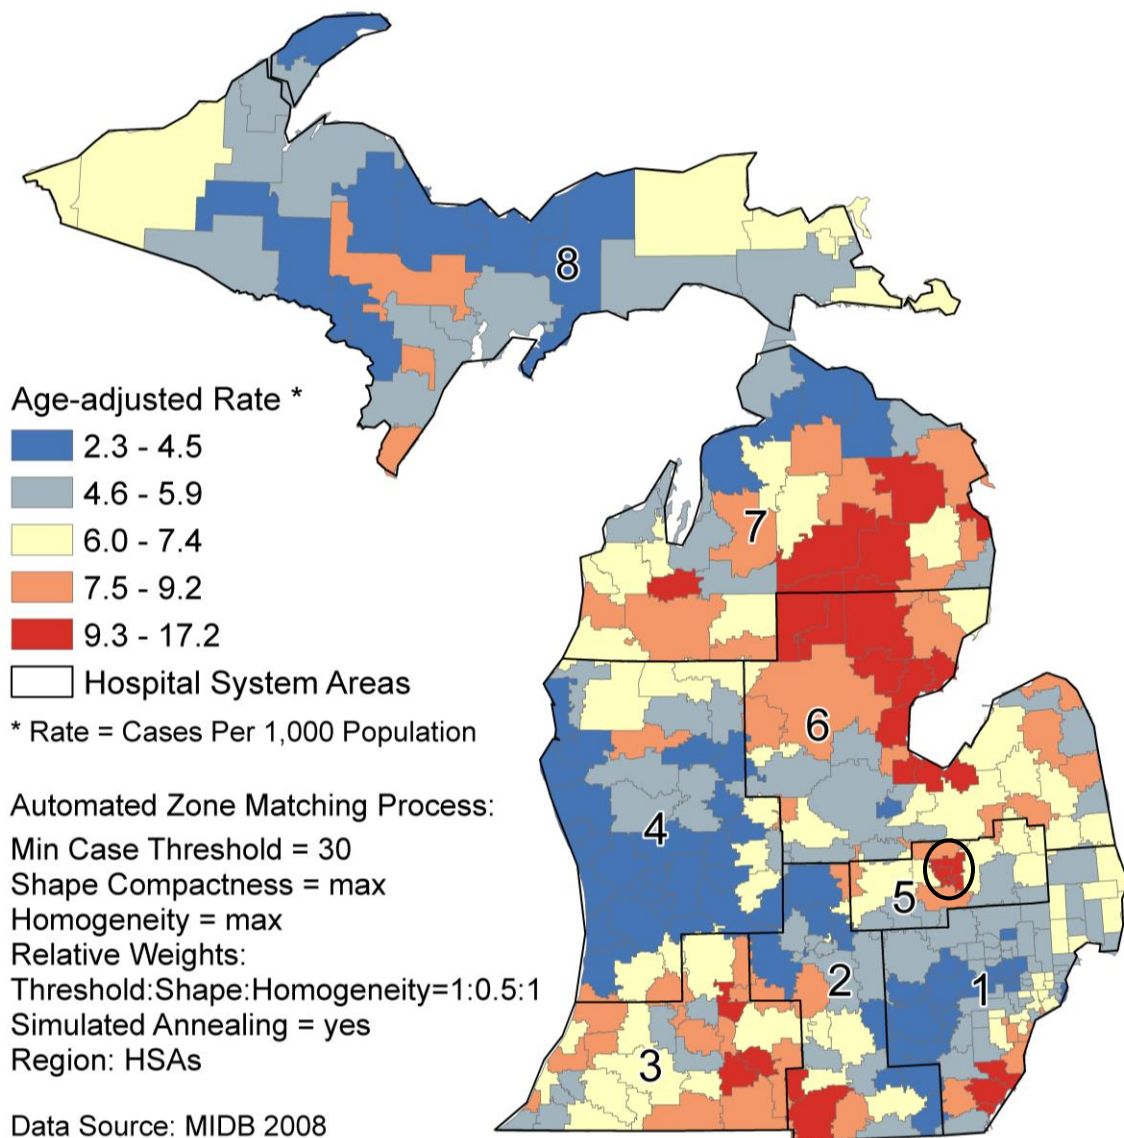 8
Age-adjusted Rate *
2.3 - 4.5
4.6 - 5.9
6.0 - 7.4
7.5 - 9.2
9.3 - 17.2
Hospital System Areas
* Rate = Cases Per 1,000 Population
7
6
Automated Zone Matching Process:
Min Case Threshold = 30
Shape Compactness = max
Homogeneity = max
Relative Weights:
Threshold:Shape:Homogeneity=1:0.5:1
Simulated Annealing = yes
Region: HSAs
Data Source: MIDB 2008
4
5
2
1
3